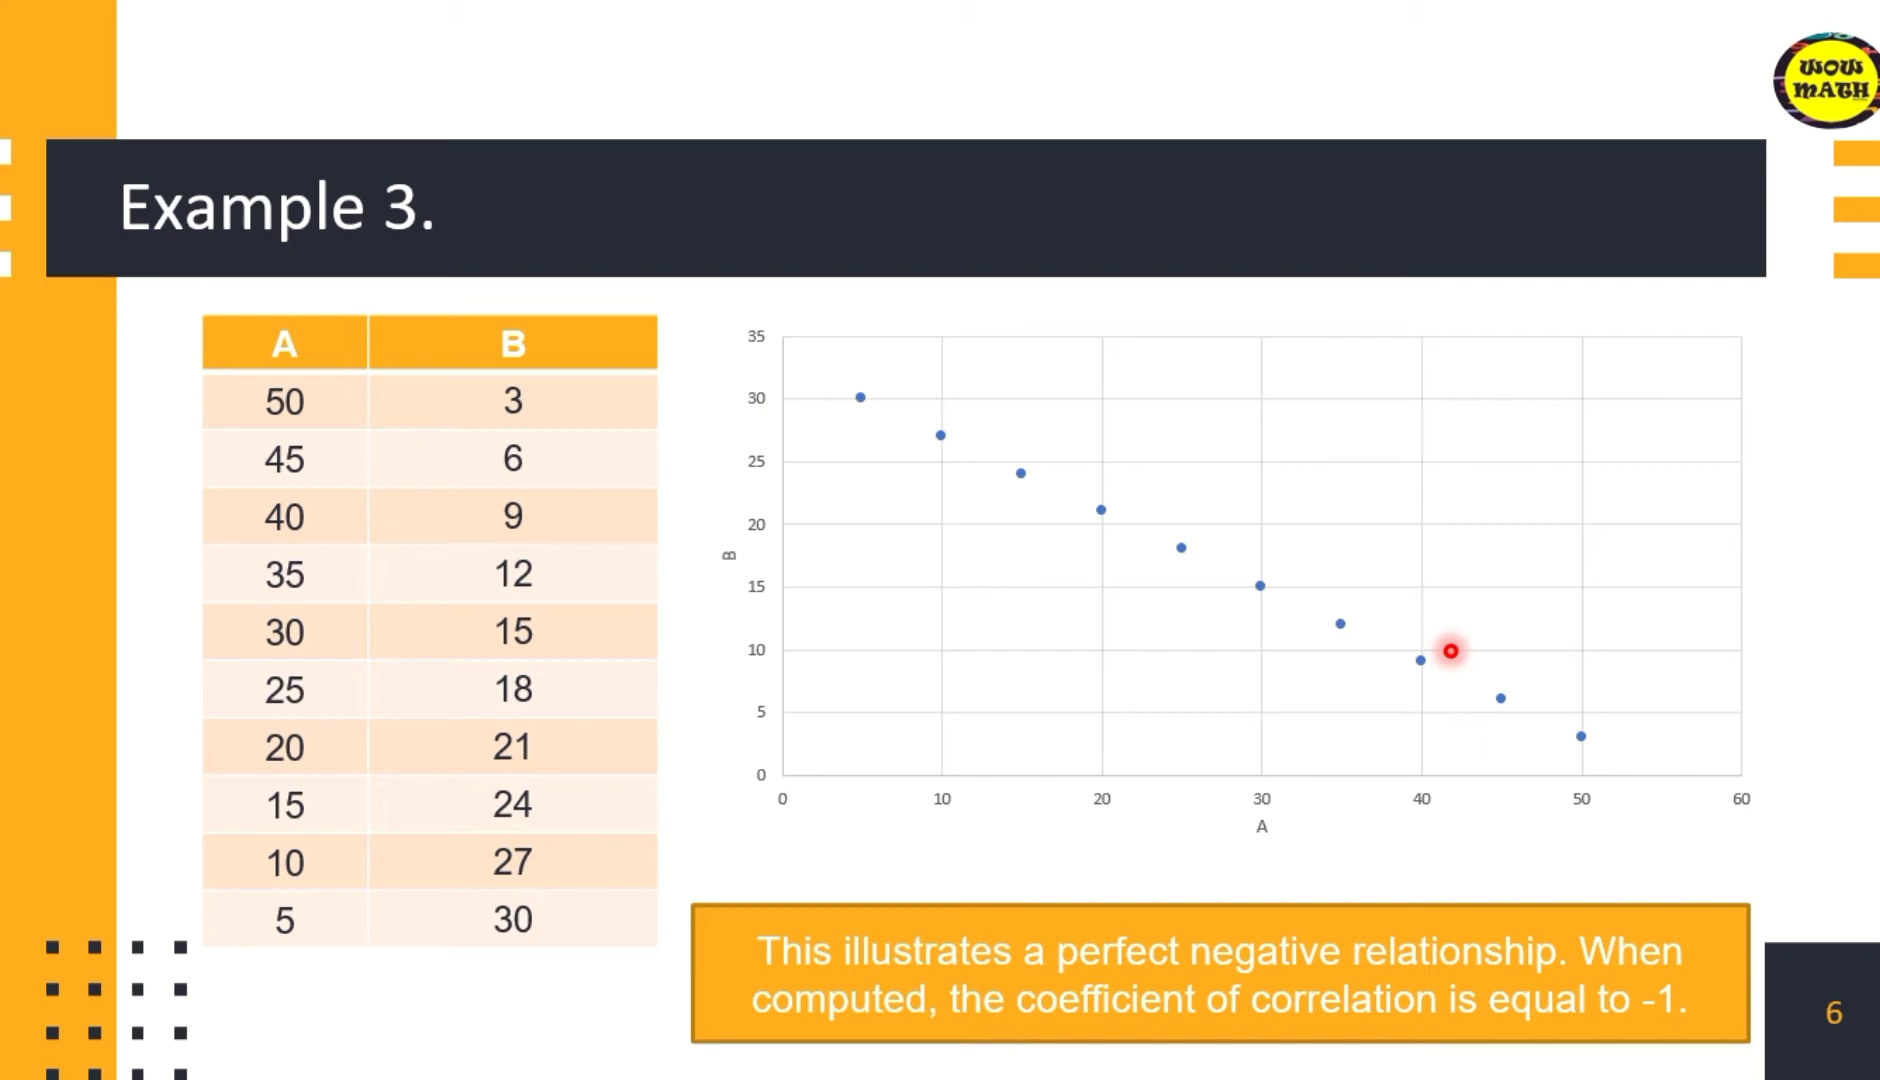 WOW
MATH
Example 3.
A B
50 3
45 6
40 9
35 12
30 15
25 18
20 21
15 24
10 27
5 30
35
30
25
20
15
10
5
0
B
0 10 20 30 40 50 60
A
This illustrates a perfect negative relationship. When
computed, the coefficient of correlation is equal to -1.
6